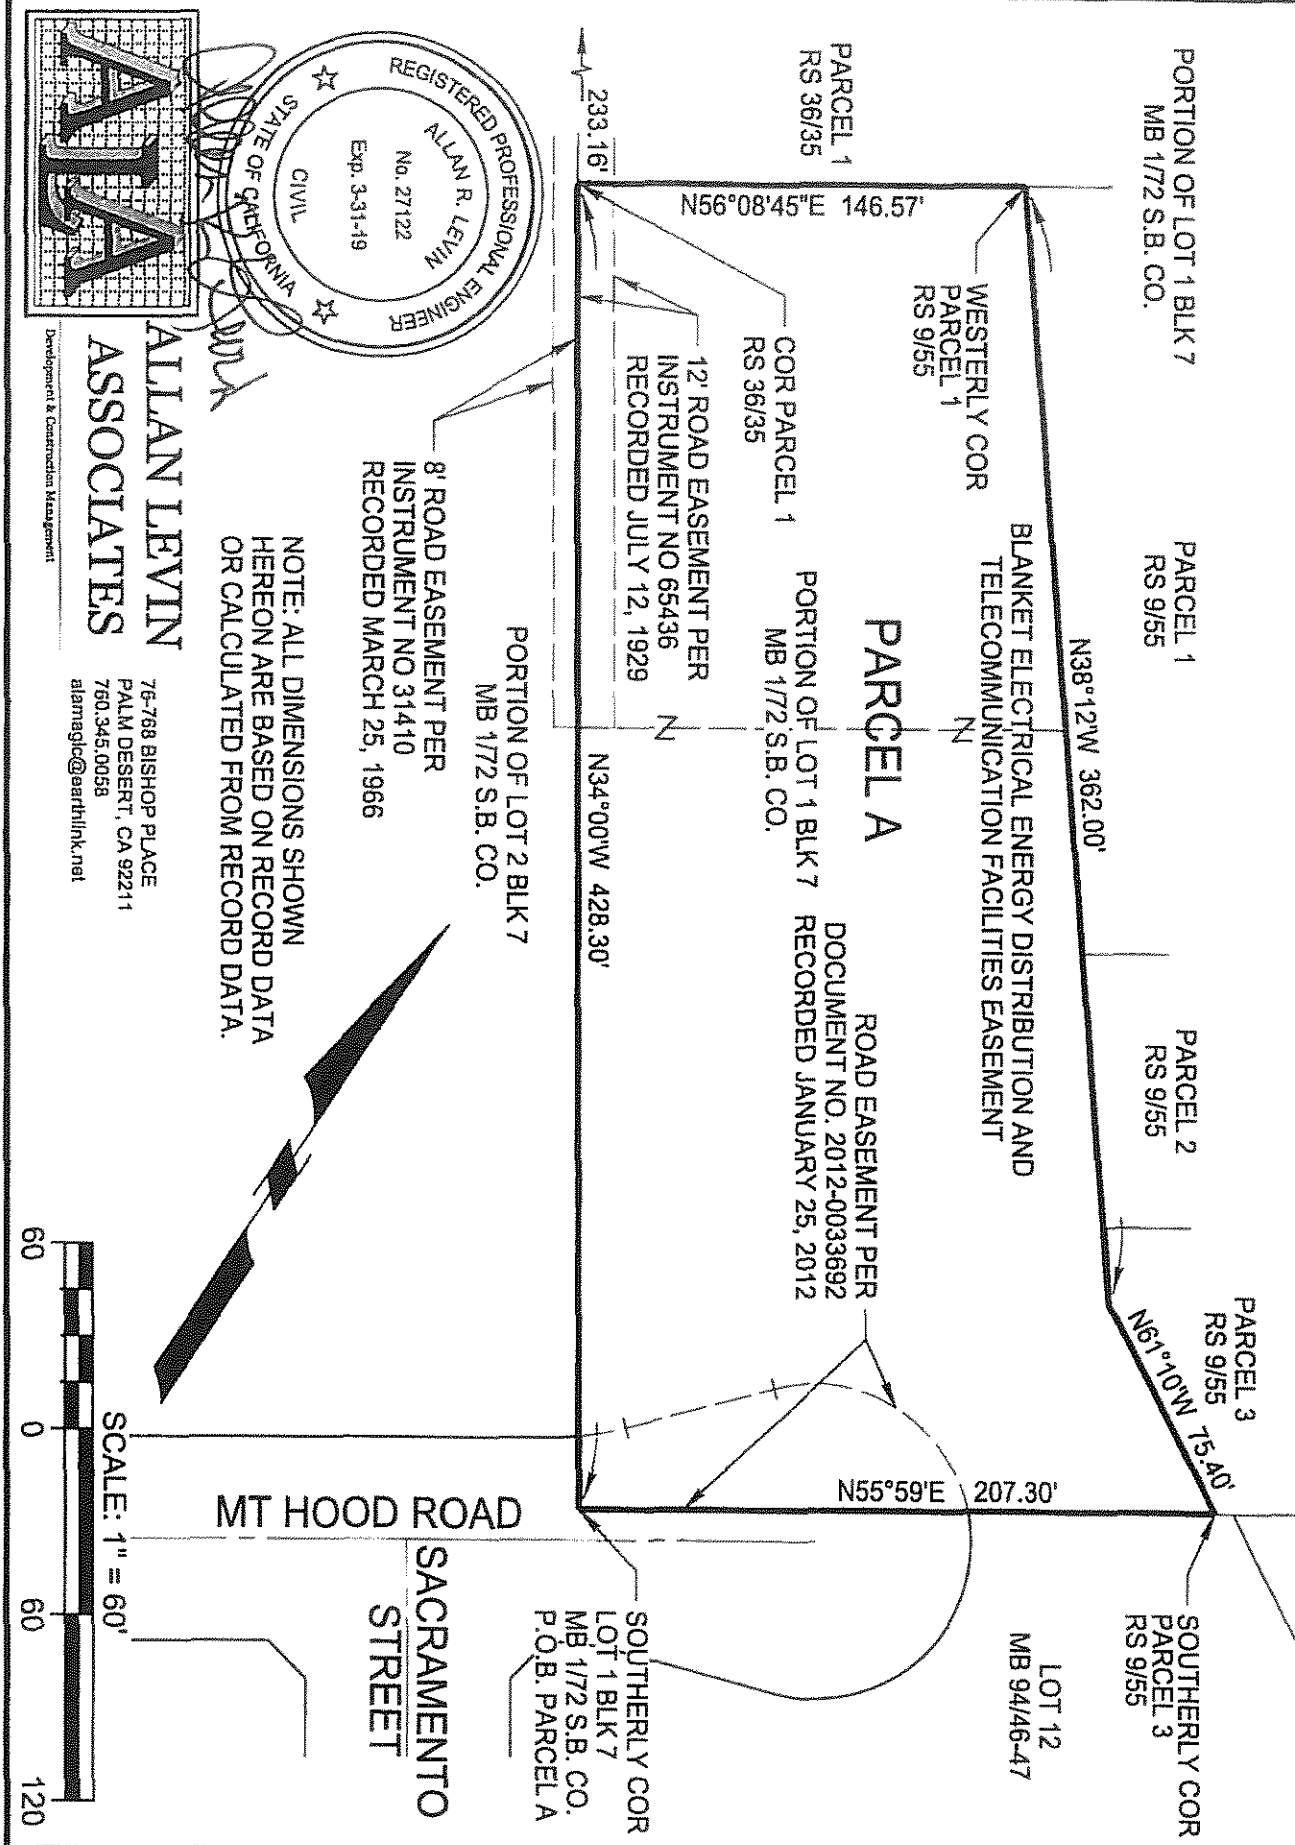 PORTION OF LOT 1 BLK 7
MB 1/72 S.B. CO.
PARCEL 1
RS 9/55
PARCEL 2
RS 9/55
PARCEL 3
RS 9/55
N38°12'W 362.00'
N61°10'W 75.40'
BLANKET ELECTRICAL ENERGY DISTRIBUTION AND
TELECOMMUNICATION FACILITIES EASEMENT
WESTERLY COR
PARCEL 1
RS 9/55
SOUTHERLY COR
PARCEL 3
RS 9/55
LOT 12
MB 94/46-47
PARCEL 1
RS 36/35
N56°08'45"E 146.57'
N55°59'E 207.30'
PARCEL A
PORTION OF LOT 1 BLK 7
MB 1/72 S.B. CO.
ROAD EASEMENT PER
DOCUMENT NO. 2012-0033692
RECORDED JANUARY 25, 2012
COR PARCEL 1
RS 36/35
12' ROAD EASEMENT PER
INSTRUMENT NO 65436
RECORDED JULY 12, 1929
Z
Z
233.16'
N34°00'W 428.30'
SOUTHERLY COR
LOT 1 BLK 7
MB 1/72 S.B. CO.
P.O.B. PARCEL A
PORTION OF LOT 2 BLK 7
MB 1/72 S.B. CO.
8' ROAD EASEMENT PER
INSTRUMENT NO 31410
RECORDED MARCH 25, 1966
MT HOOD ROAD
SACRAMENTO
STREET
NOTE: ALL DIMENSIONS SHOWN
HEREON ARE BASED ON RECORD DATA
OR CALCULATED FROM RECORD DATA.
REGISTERED PROFESSIONAL ENGINEER
ALLAN R. LEVIN
No. 27122
Exp. 3-31-19
CIVIL
STATE OF CALIFORNIA
ALA
ALLAN LEVIN
ASSOCIATES
Development & Construction Management
76-768 BISHOP PLACE
PALM DESERT, CA 92211
760.345.0058
alamagic@earthlink.net
SCALE: 1" = 60'
60 0 60 120